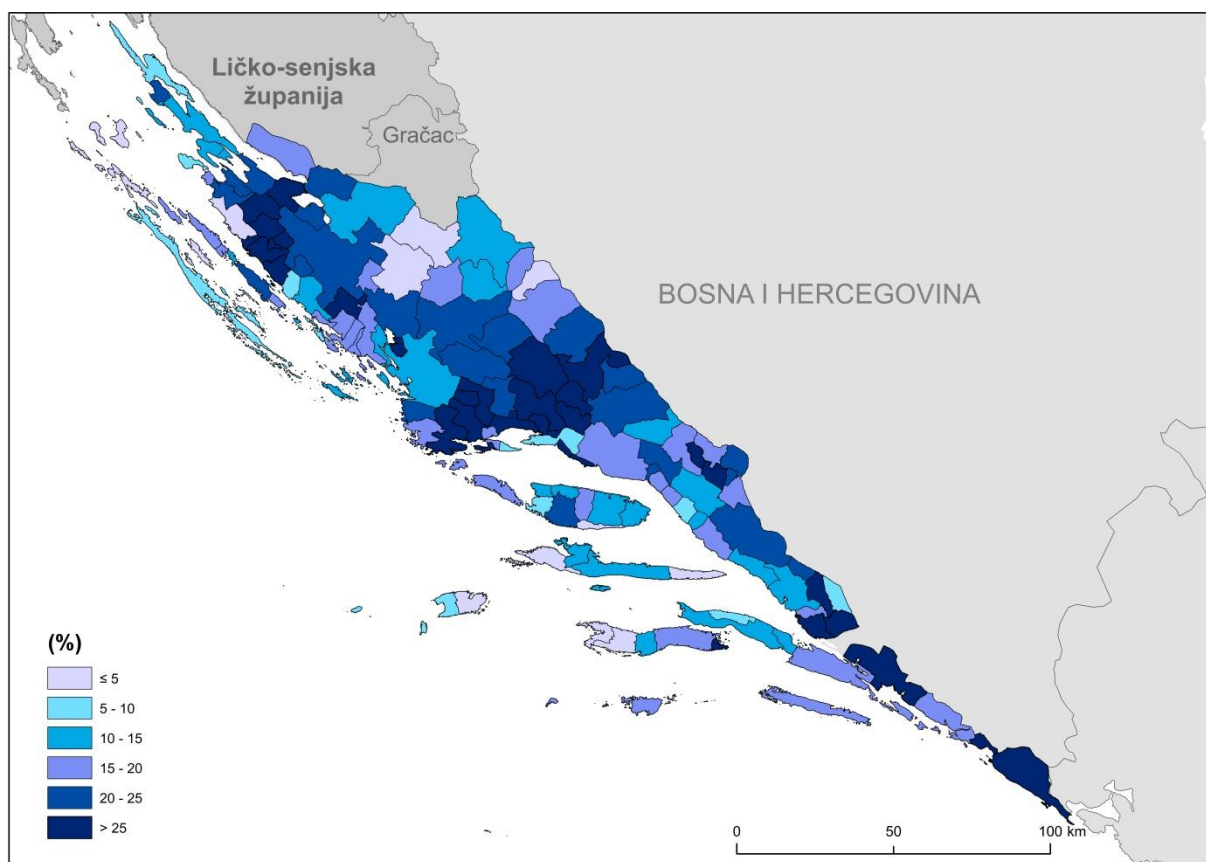 Ličko-senjska
županija
Gračac
BOSNA I HERCEGOVINA
(%)
≤ 5
5 - 10
10 - 15
15 - 20
20 - 25
> 25
0 50 100 km